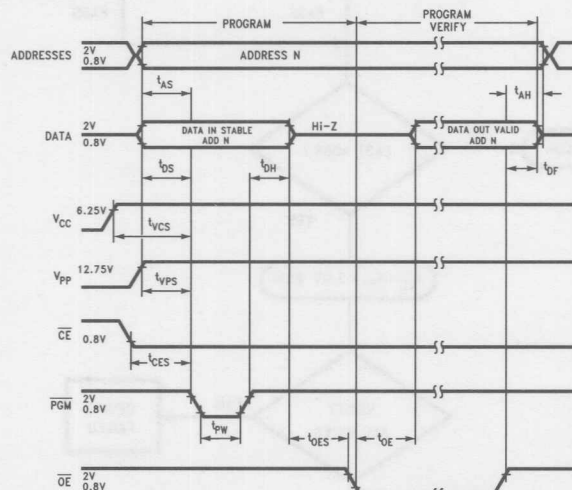 PROGRAM
PROGRAM
VERIFY
ADDRESSES
2V
0.8V
ADDRESS N
tAS
tAH
DATA
2V
0.8V
DATA IN STABLE
ADD N
Hi-Z
DATA OUT VALID
ADD N
tDS
tDH
tDF
VCC
6.25V
tVCS
VPP
12.75V
tVPS
CE
0.8V
tCES
PGM
2V
0.8V
tPW
tOES
tOE
OE
2V
0.8V